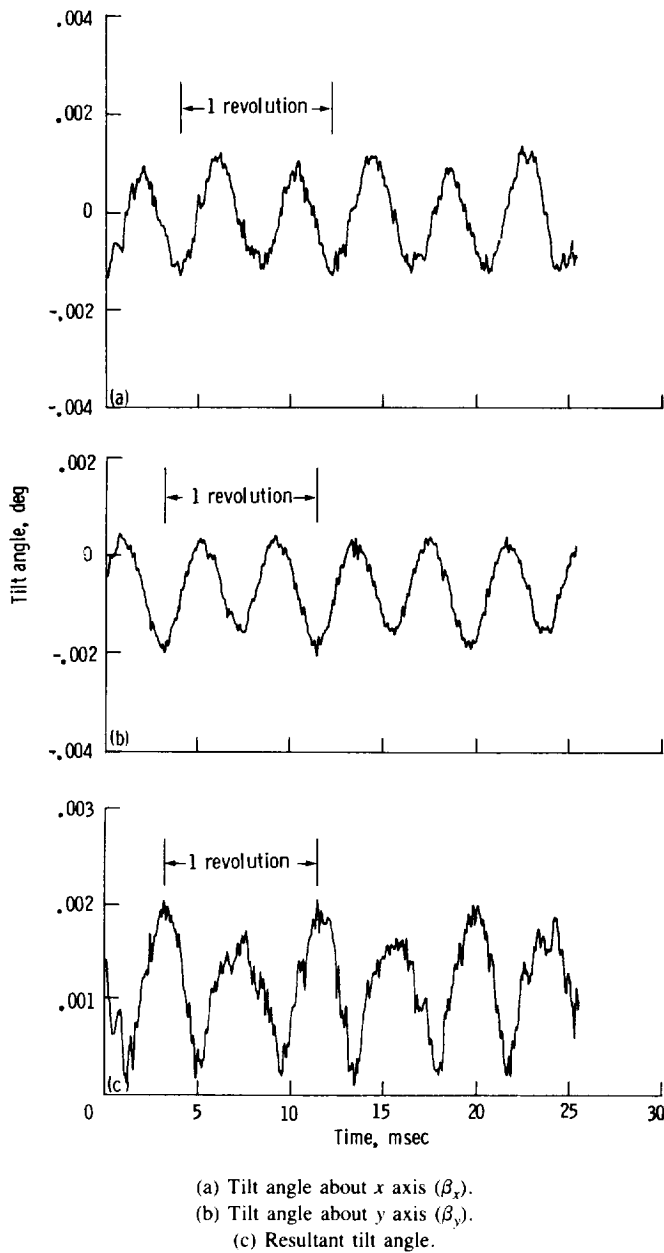 .004
1 revolution
.002
0
-.002
-.004
(a)
.002
1 revolution
0
-.002
-.004
(b)
Tilt angle, deg
.003
1 revolution
.002
.001
(c
0 5 10 15 20 25 30
Time, msec
(a) Tilt angle about x axis (βx).
(b) Tilt angle about y axis (βy).
(c) Resultant tilt angle.